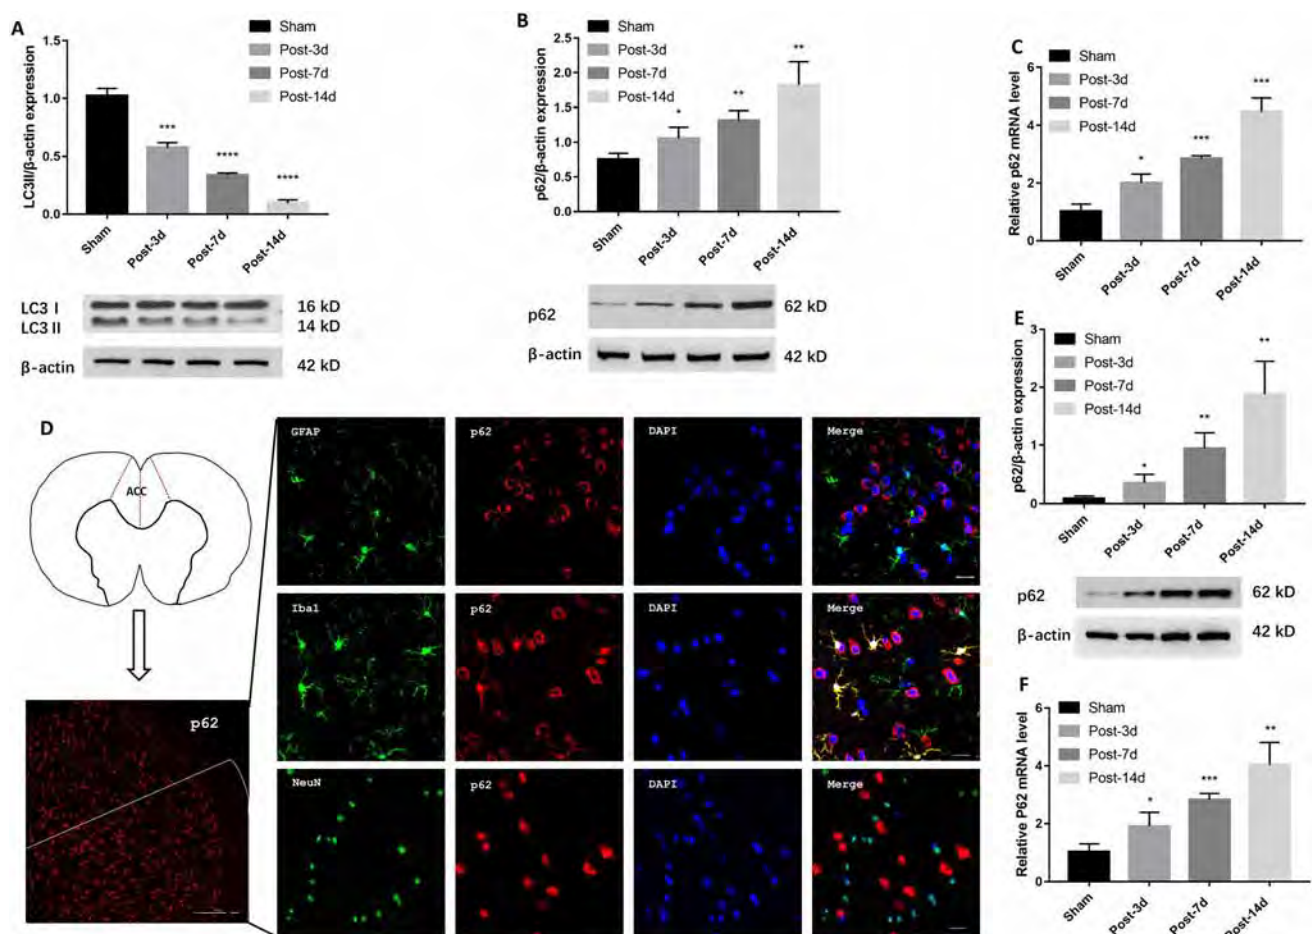 A
LC3II/β-actin expression
1.5
1.0
0.5
0.0
Sham
Post-3d
Post-7d
Post-14d
***
****
****
Sham
Post-3d
Post-7d
Post-14d
LC3 I
LC3 II
β-actin
16 kD
14 kD
42 kD
B
p62/β-actin expression
2.5
2.0
1.5
1.0
0.5
0.0
Sham
Post-3d
Post-7d
Post-14d
*
**
**
Sham
Post-3d
Post-7d
Post-14d
p62
β-actin
62 kD
42 kD
C
Relative p62 mRNA level
6
4
2
0
Sham
Post-3d
Post-7d
Post-14d
*
***
***
Sham
Post-3d
Post-7d
Post-14d
D
ACC
p62
GFAP
p62
DAPI
Merge
Iba1
p62
DAPI
Merge
NeuN
p62
DAPI
Merge
E
p62/β-actin expression
3
2
1
0
Sham
Post-3d
Post-7d
Post-14d
*
**
**
Sham
Post-3d
Post-7d
Post-14d
p62
β-actin
62 kD
42 kD
F
Relative P62 mRNA level
6
4
2
0
Sham
Post-3d
Post-7d
Post-14d
*
***
**
Sham
Post-3d
Post-7d
Post-14d